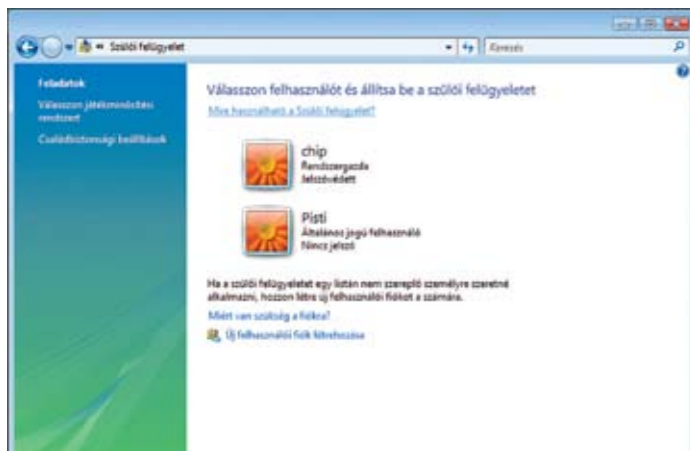 Szülői felügyelet
Keresés
Feladatok
Válasszon játékminősítési
rendszert
Családbiztonsági beállítások
Válasszon felhasználót és állítsa be a szülői felügyeletet
Mire használható a Szülői felügyelet?
chip
Rendszergazda
Jelszóvédett
Pisti
Általános jogú felhasználó
Nincs jelszó
Ha a szülői felügyeletet egy listán nem szereplő személyre szeretné
alkalmazni, hozzon létre új felhasználói fiókot a számára.
Miért van szükség a fiókra?
Új felhasználói fiók létrehozása